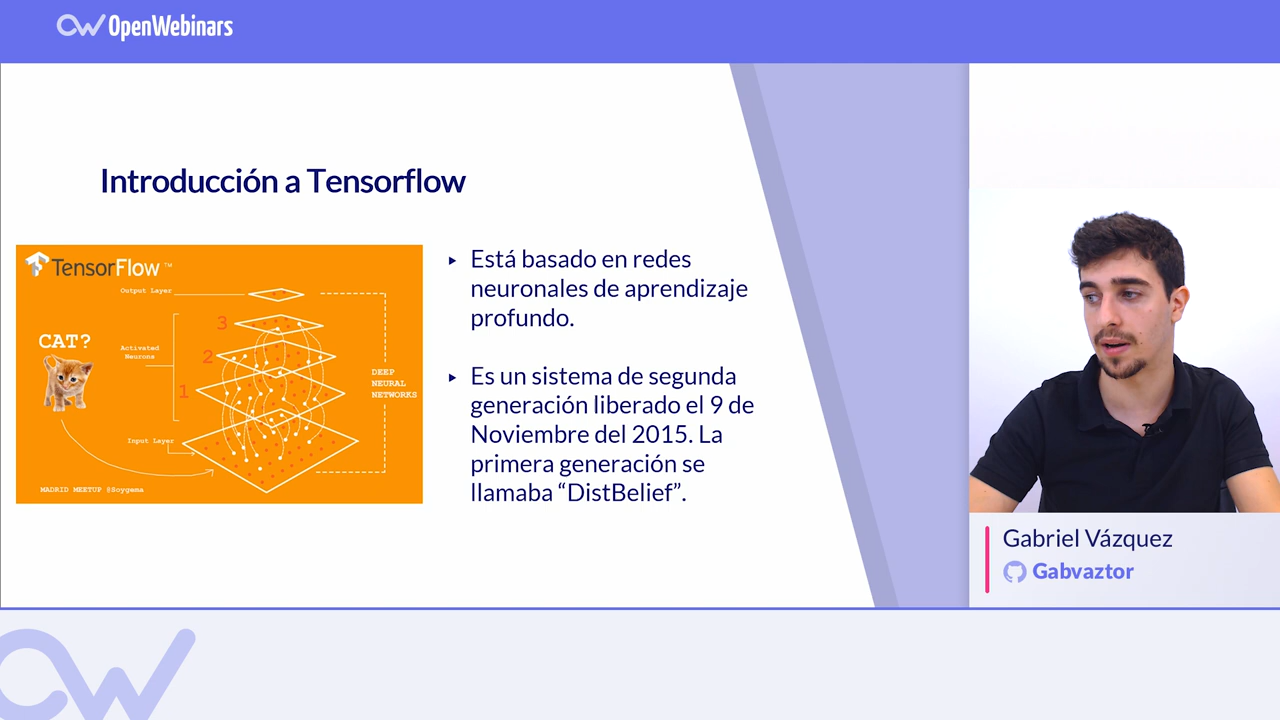 OpenWebinars
Introducción a Tensorflow
TensorFlow ™
Output Layer
3
CAT?
Activated
Neurons
2
DEEP
NEURAL
NETWORKS
1
Input Layer
MADRID MEETUP @Soygema
‣ Está basado en redes
neuronales de aprendizaje
profundo.
‣ Es un sistema de segunda
generación liberado el 9 de
Noviembre del 2015. La
primera generación se
llamaba “DistBelief”.
Gabriel Vázquez
Gabvaztor